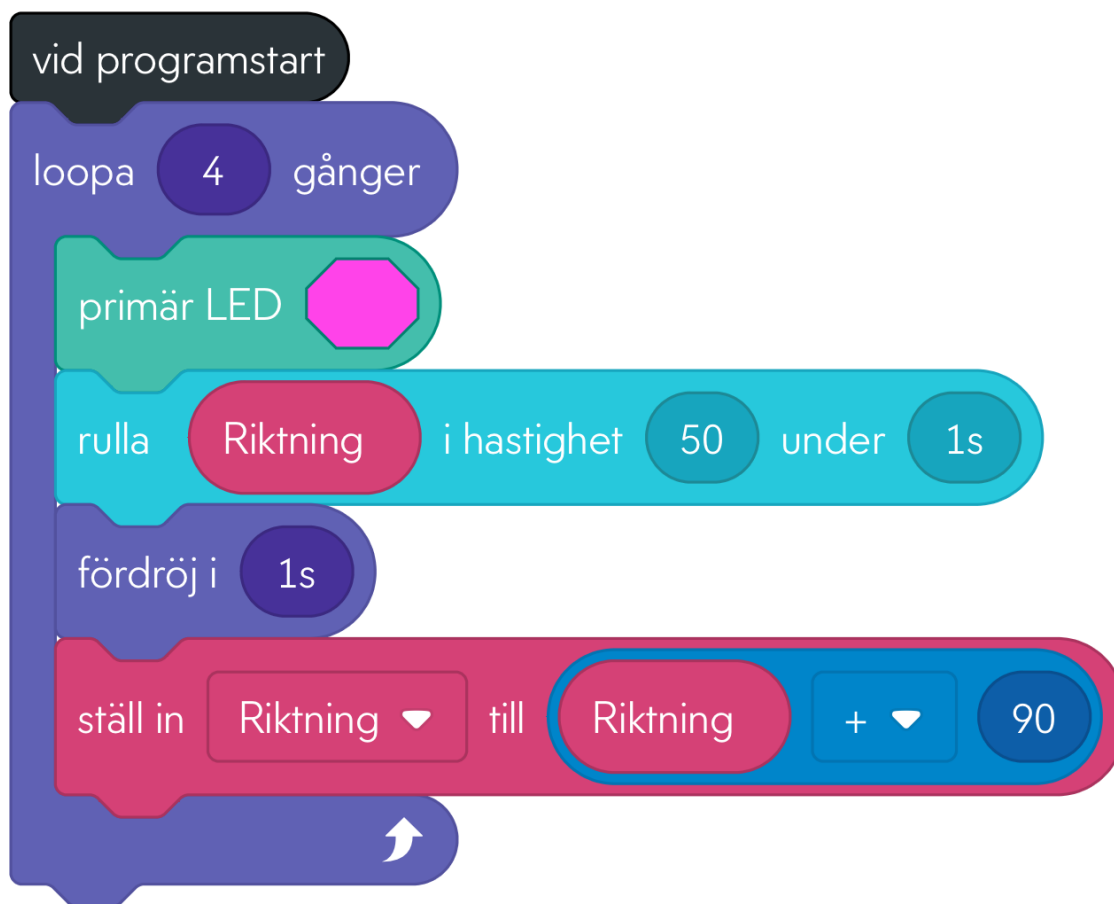 vid programstart
loopa 4 gånger
primär LED
rulla Riktning i hastighet 50 under 1s
fördröj i 1s
ställ in Riktning till Riktning + 90